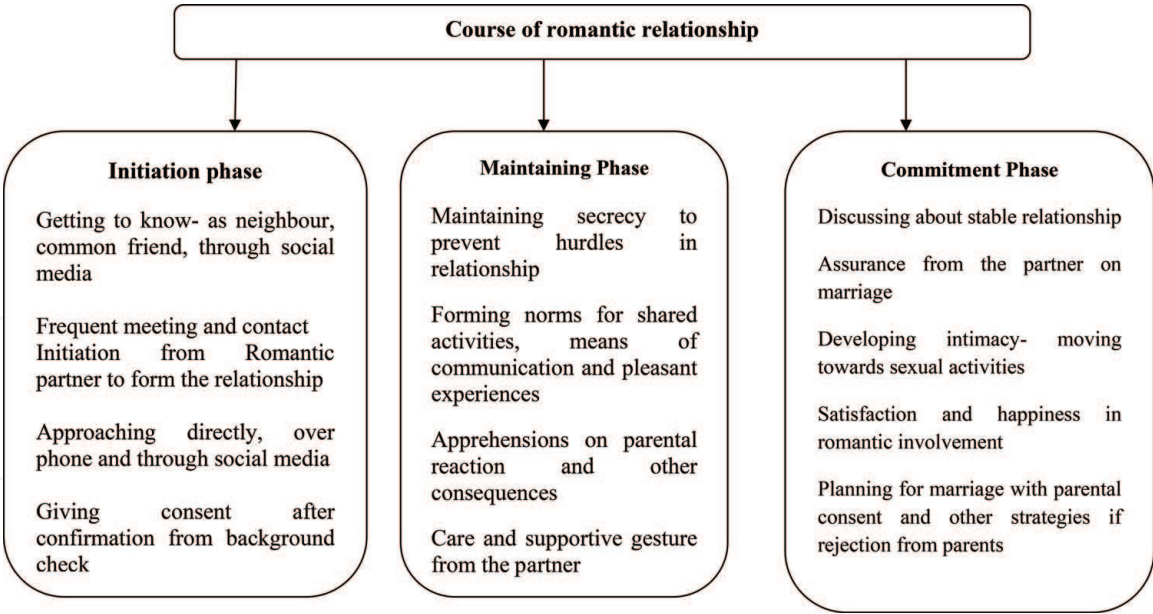 Course of romantic relationship
Initiation phase
Getting to know- as neighbour,
common friend, through social
media
Frequent meeting and contact
Initiation from Romantic
partner to form the relationship
Approaching directly, over
phone and through social media
Giving consent after
confirmation from background
check
Maintaining Phase
Maintaining secrecy to
prevent hurdles in
relationship
Forming norms for shared
activities, means of
communication and pleasant
experiences
Apprehensions on parental
reaction and other
consequences
Care and supportive gesture
from the partner
Commitment Phase
Discussing about stable relationship
Assurance from the partner on
marriage
Developing intimacy- moving
towards sexual activities
Satisfaction and happiness in
romantic involvement
Planning for marriage with parental
consent and other strategies if
rejection from parents